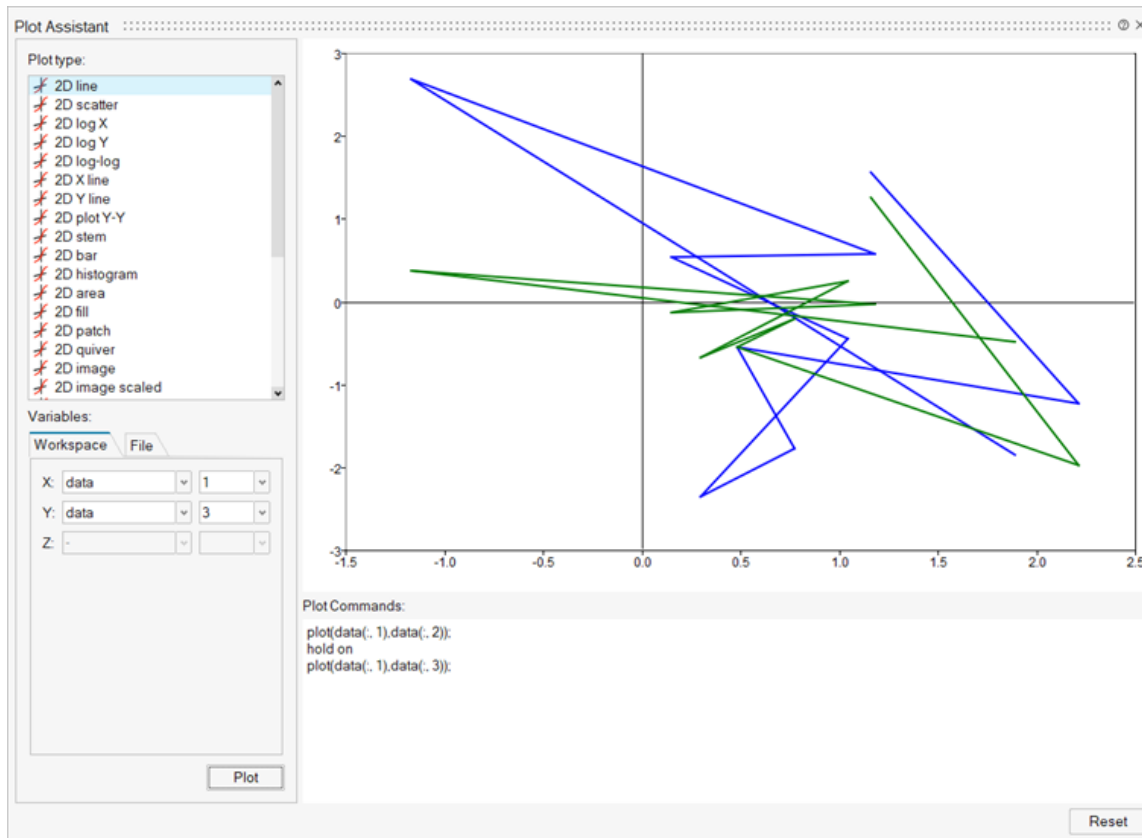 Plot Assistant
Plot type:
2D line
2D scatter
2D log X
2D log Y
2D log-log
2D X line
2D Y line
2D plot Y-Y
2D stem
2D bar
2D histogram
2D area
2D fill
2D patch
2D quiver
2D image
2D image scaled
Variables:
Workspace File
X: data 1
Y: data 3
Z: -
Plot
3
2
1
0
-1
-2
-3
-1.5 -1.0 -0.5 0.0 0.5 1.0 1.5 2.0 2.5
Plot Commands:
plot(data(:, 1),data(:, 2));
hold on
plot(data(:, 1),data(:, 3));
Reset